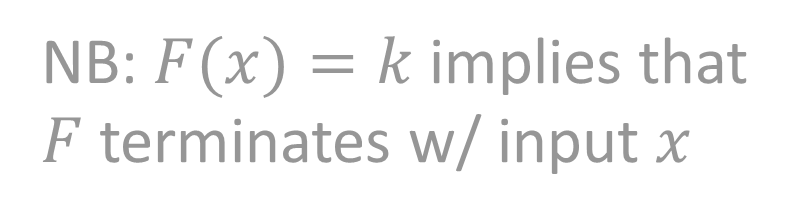 NB: F(x) = k implies that
F terminates w/ input x